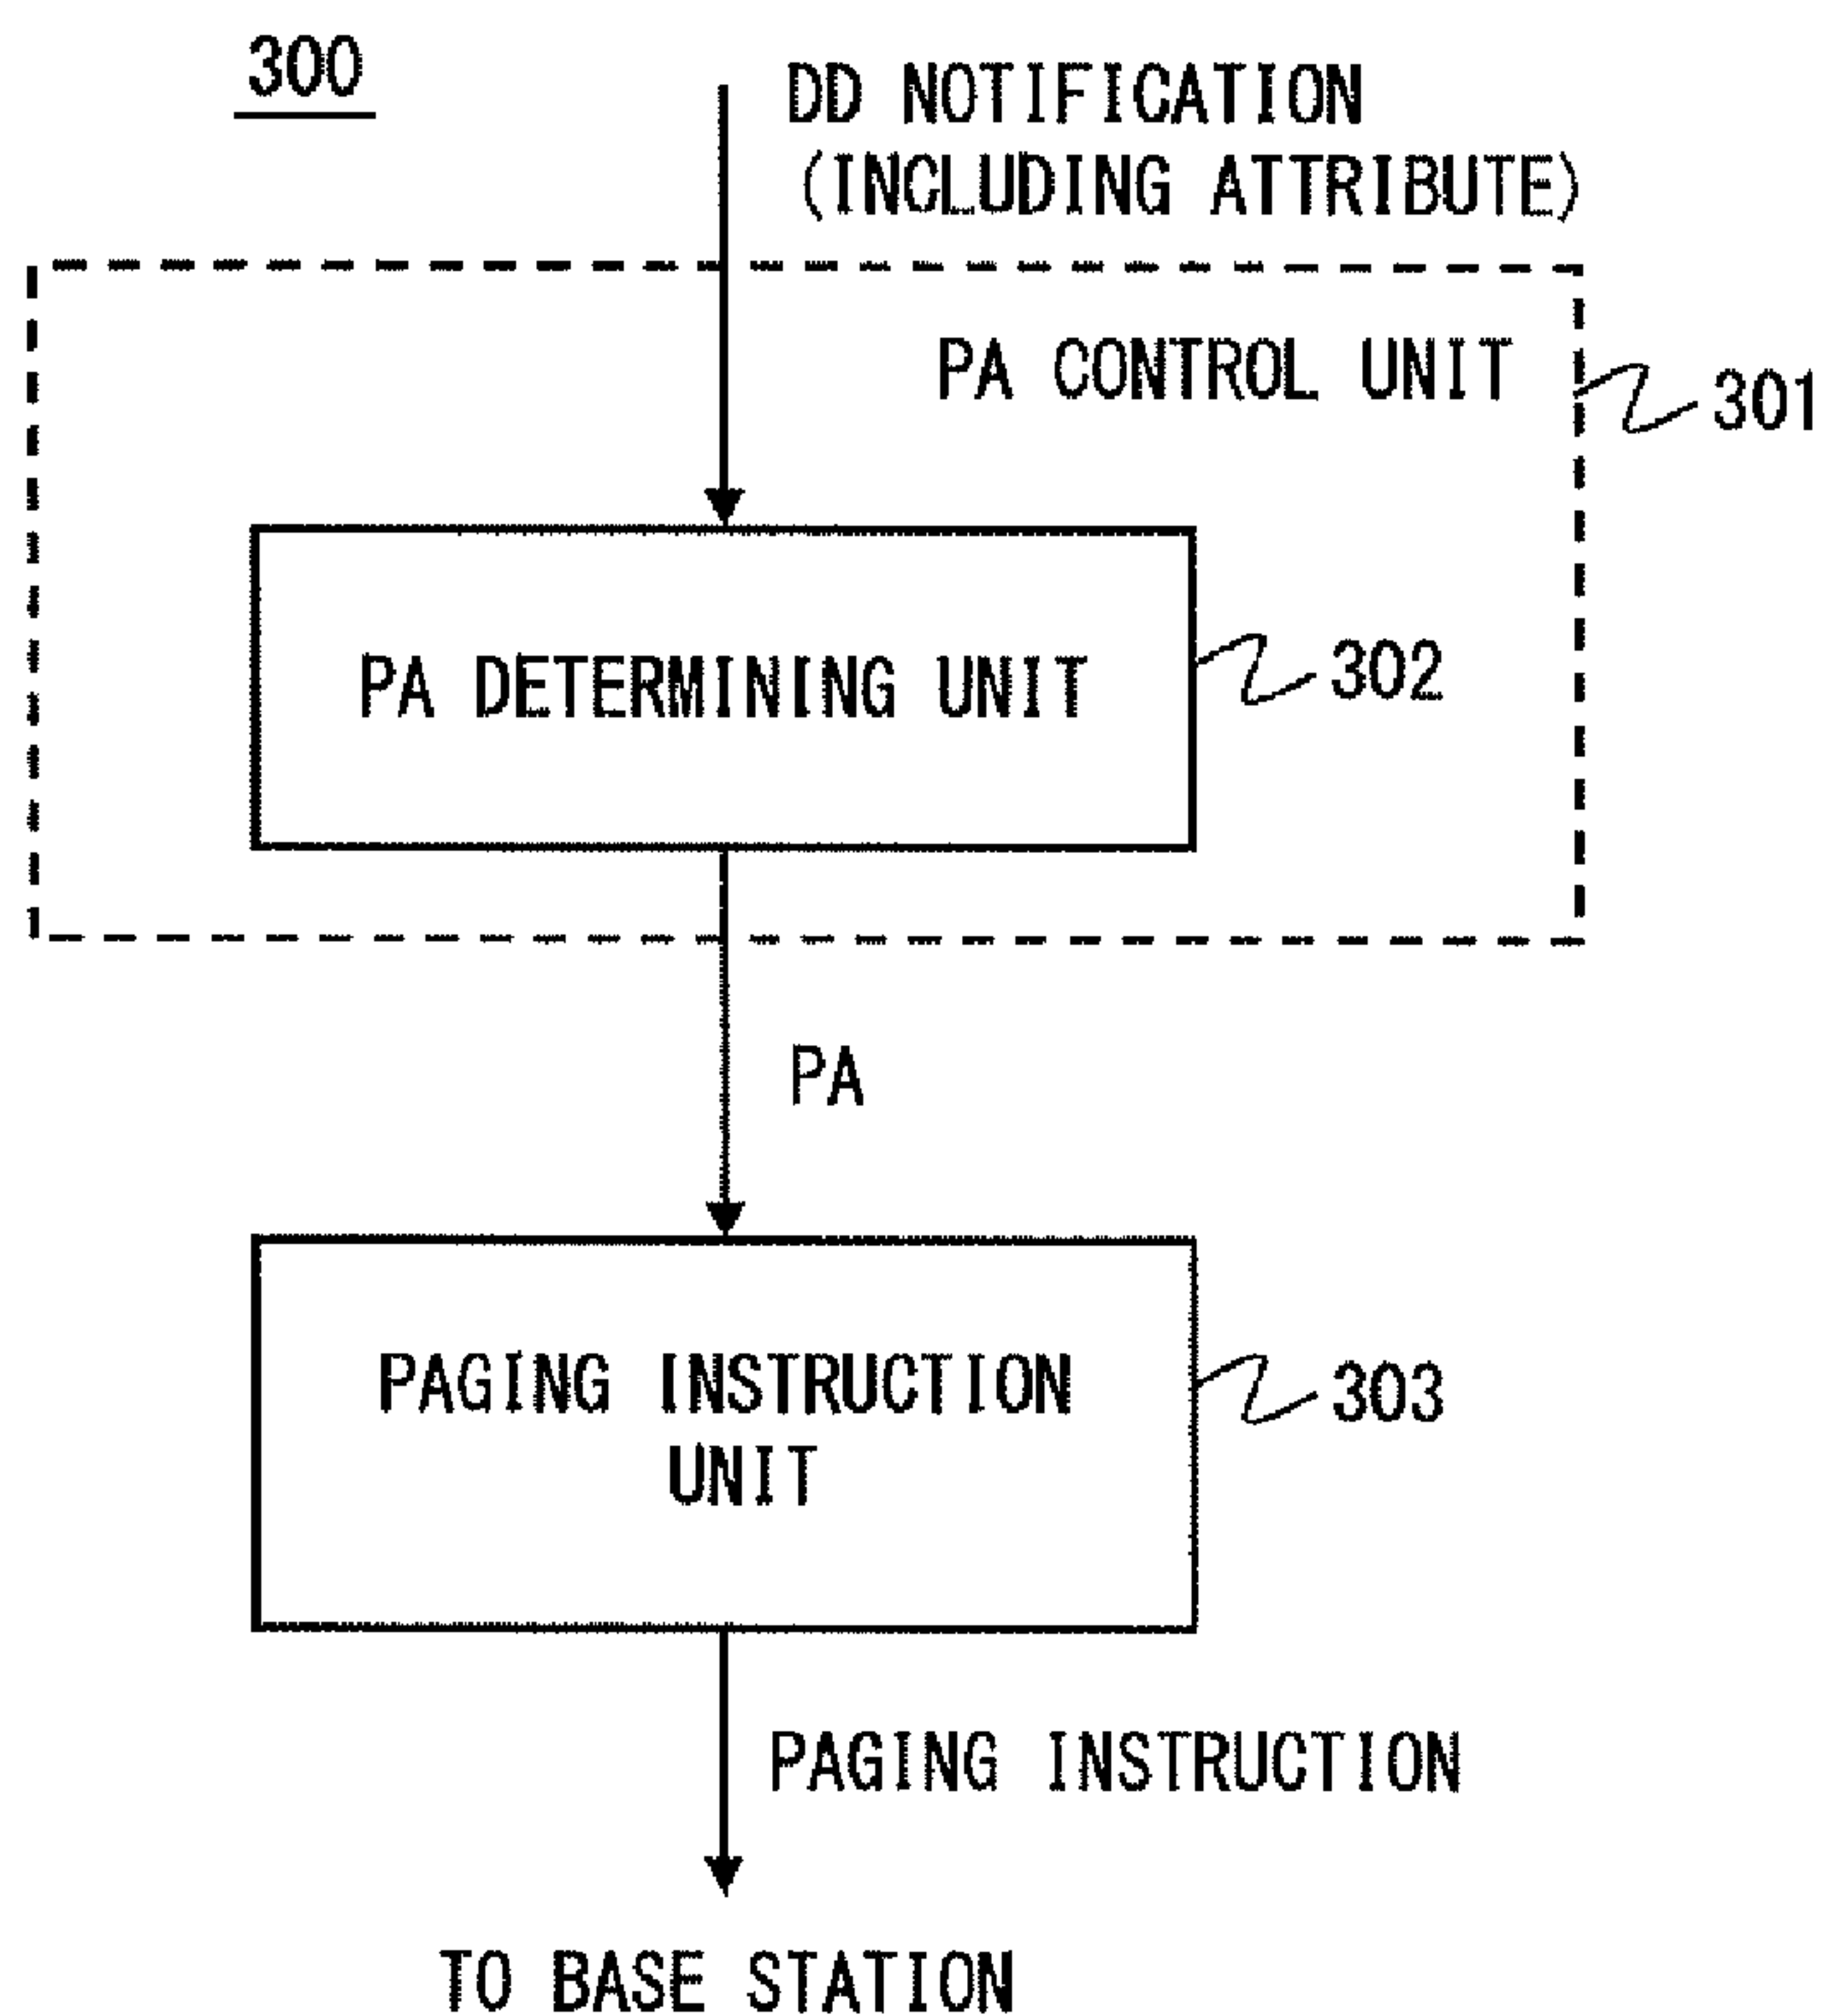 300
DD NOTIFICATION
(INCLUDING ATTRIBUTE)
PA CONTROL UNIT
301
PA DETERMINING UNIT
302
PA
PAGING INSTRUCTION
UNIT
303
PAGING INSTRUCTION
TO BASE STATION